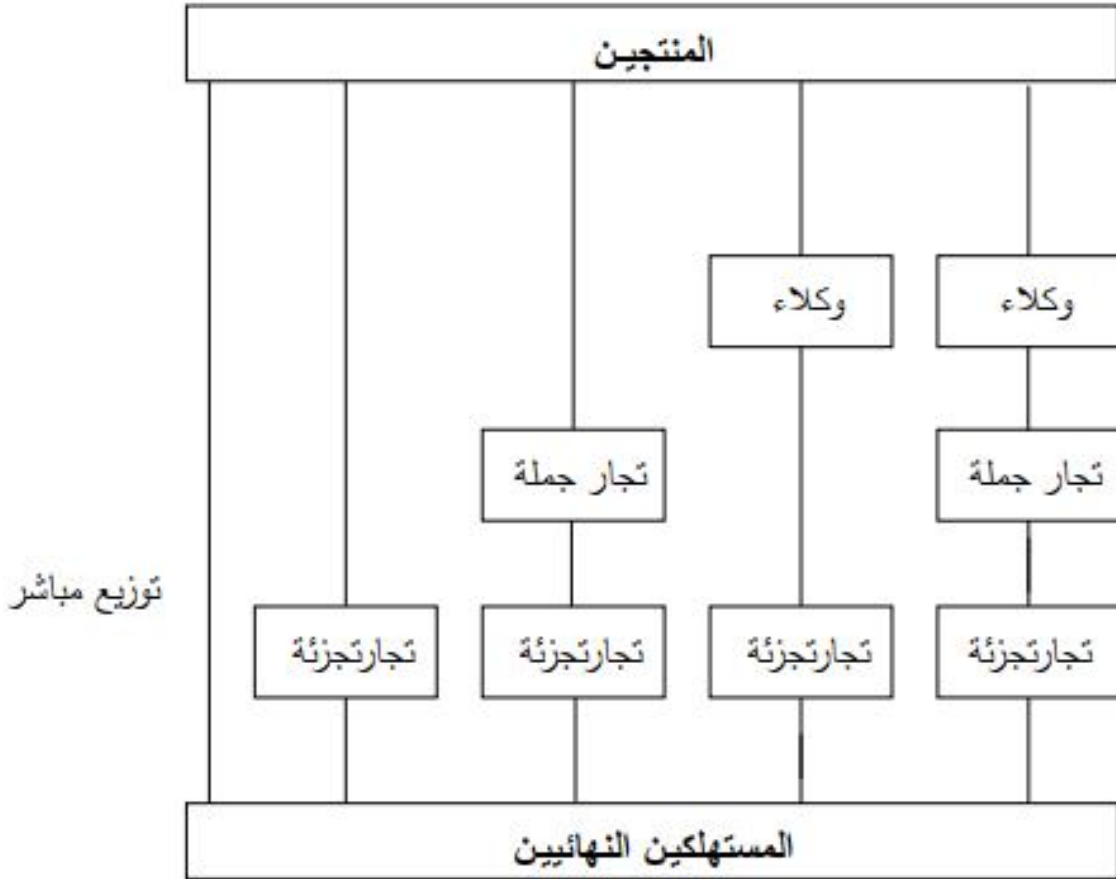 المنتجين
وكلاء
وكلاء
تجار جملة
تجار جملة
توزيع مباشر
تجارتجزئة
تجارتجزئة
تجارتجزئة
تجارتجزئة
المستهلكين النهائيين